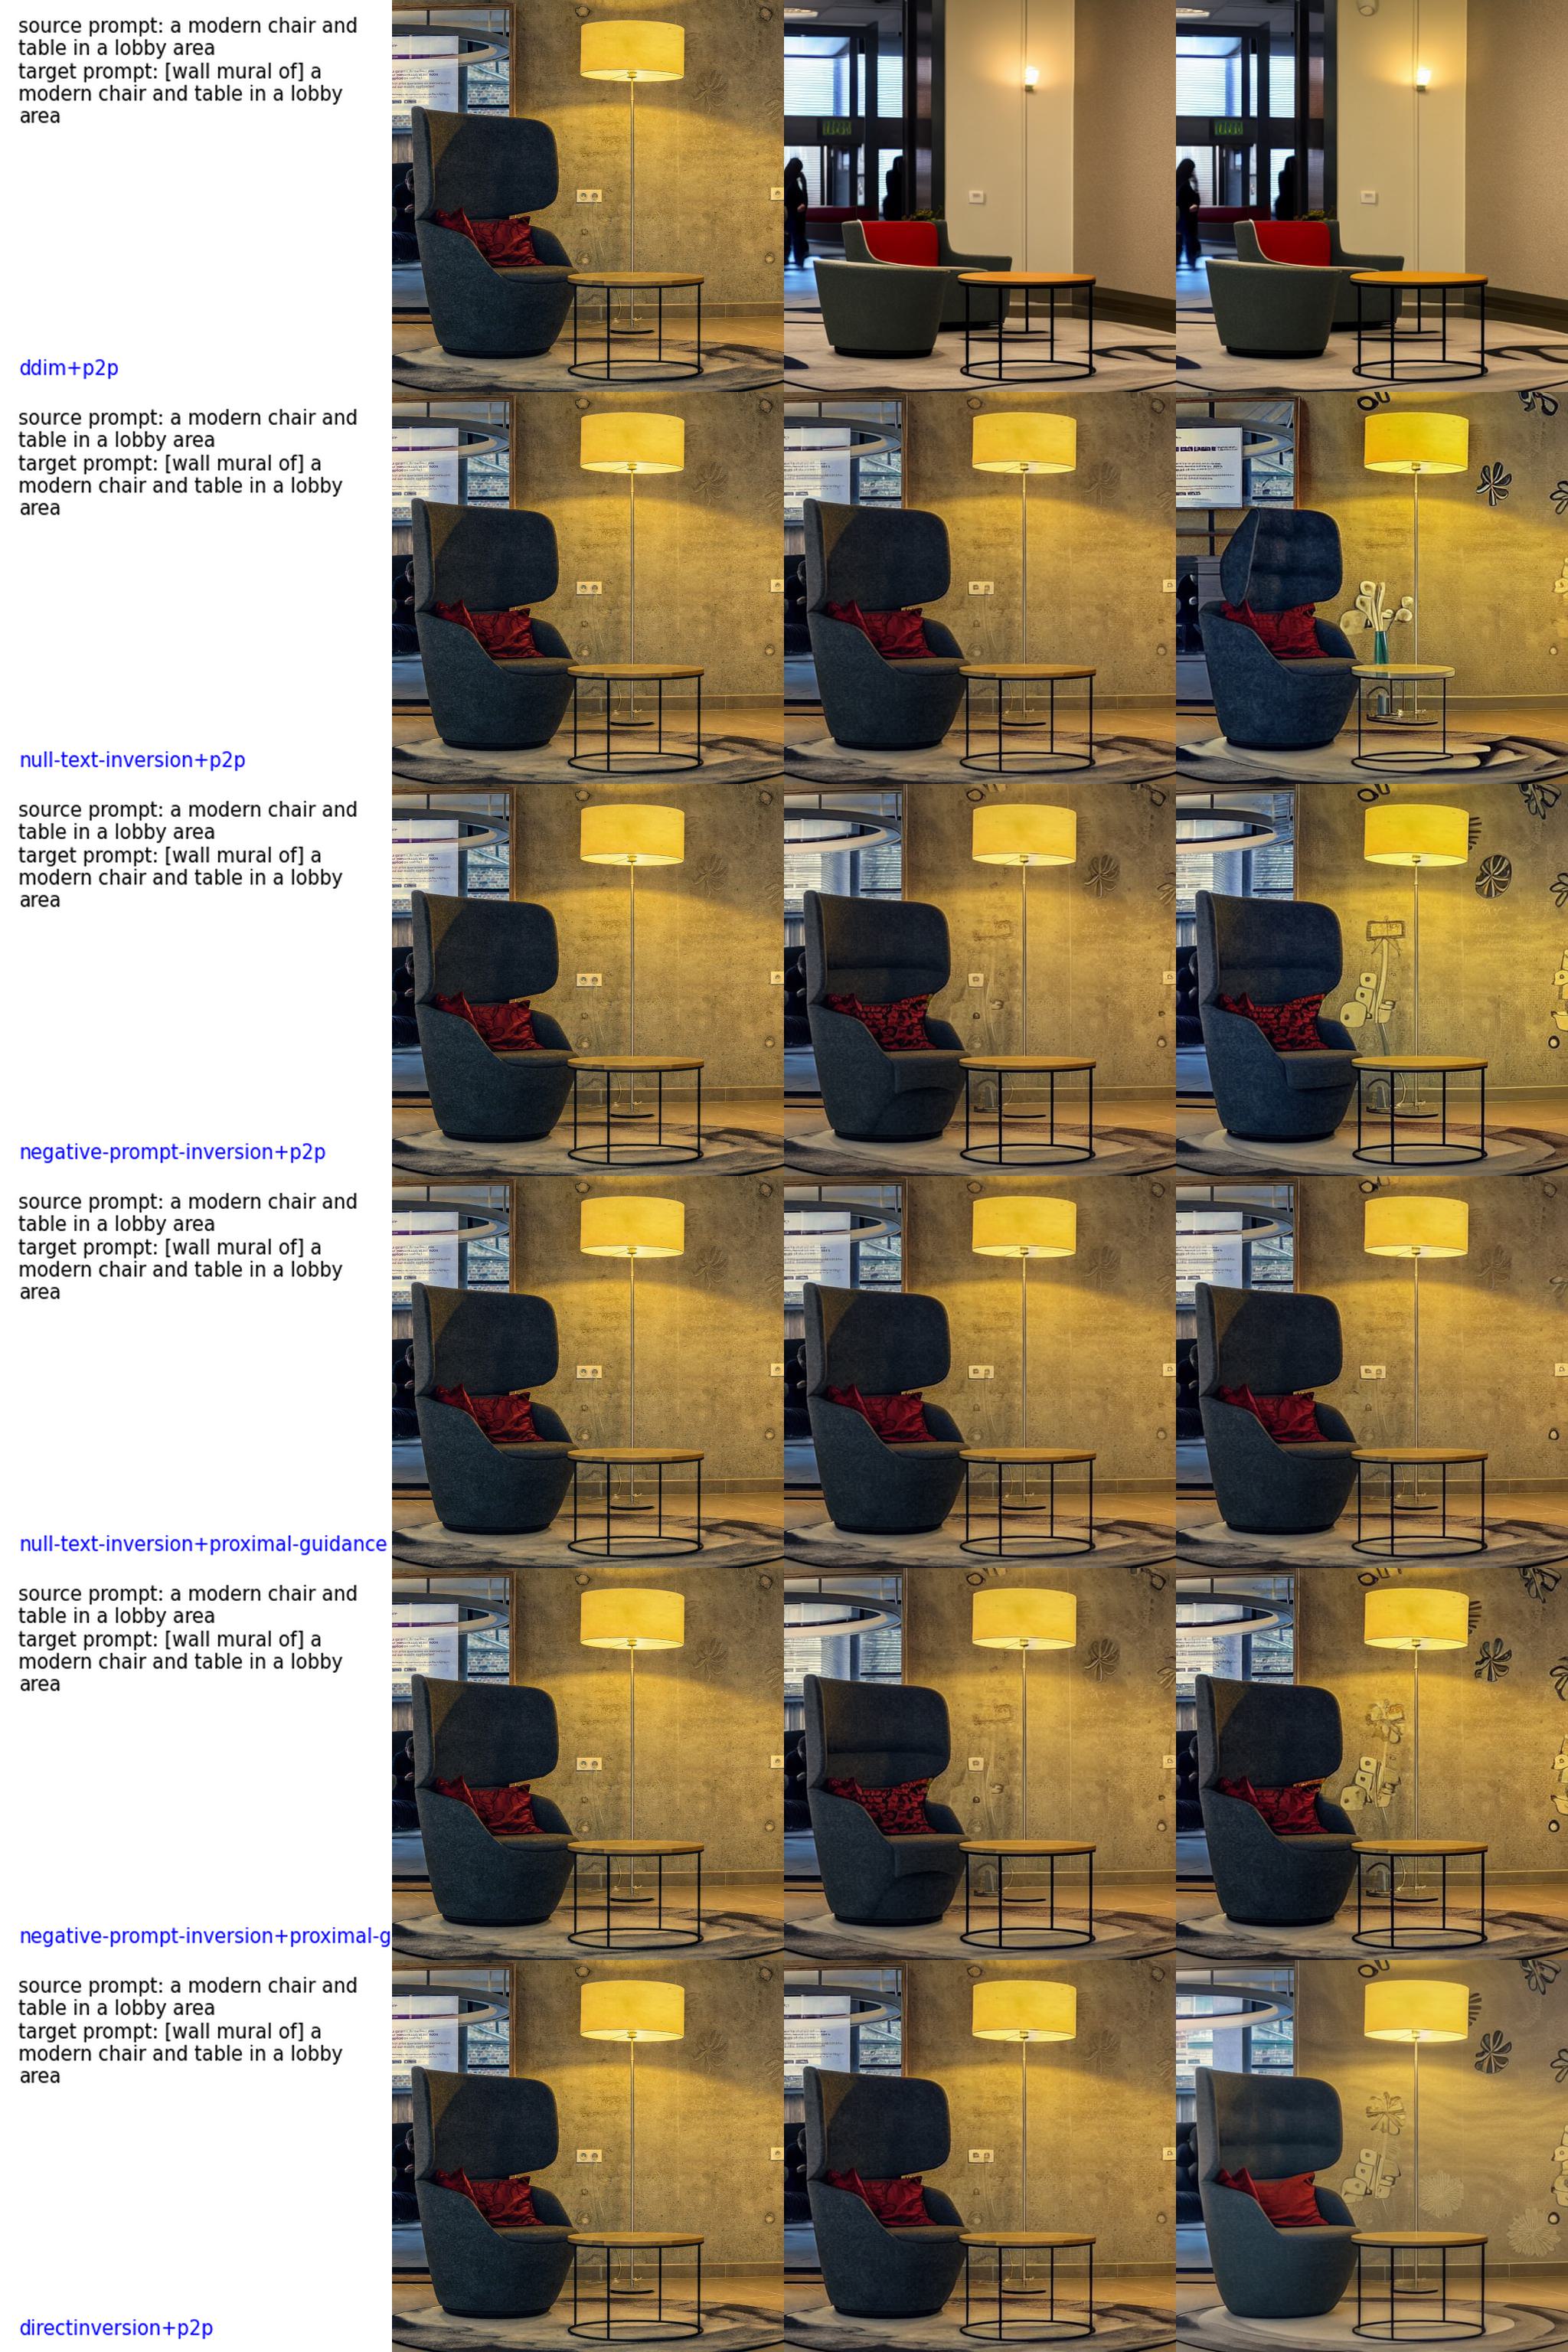 source prompt: a modern chair and
table in a lobby area
target prompt: [wall mural of] a
modern chair and table in a lobby
area
ddim+p2p
source prompt: a modern chair and
table in a lobby area
target prompt: [wall mural of] a
modern chair and table in a lobby
area
null-text-inversion+p2p
source prompt: a modern chair and
table in a lobby area
target prompt: [wall mural of] a
modern chair and table in a lobby
area
negative-prompt-inversion+p2p
source prompt: a modern chair and
table in a lobby area
target prompt: [wall mural of] a
modern chair and table in a lobby
area
null-text-inversion+proximal-guidance
source prompt: a modern chair and
table in a lobby area
target prompt: [wall mural of] a
modern chair and table in a lobby
area
negative-prompt-inversion+proximal-g
source prompt: a modern chair and
table in a lobby area
target prompt: [wall mural of] a
modern chair and table in a lobby
area
directinversion+p2p